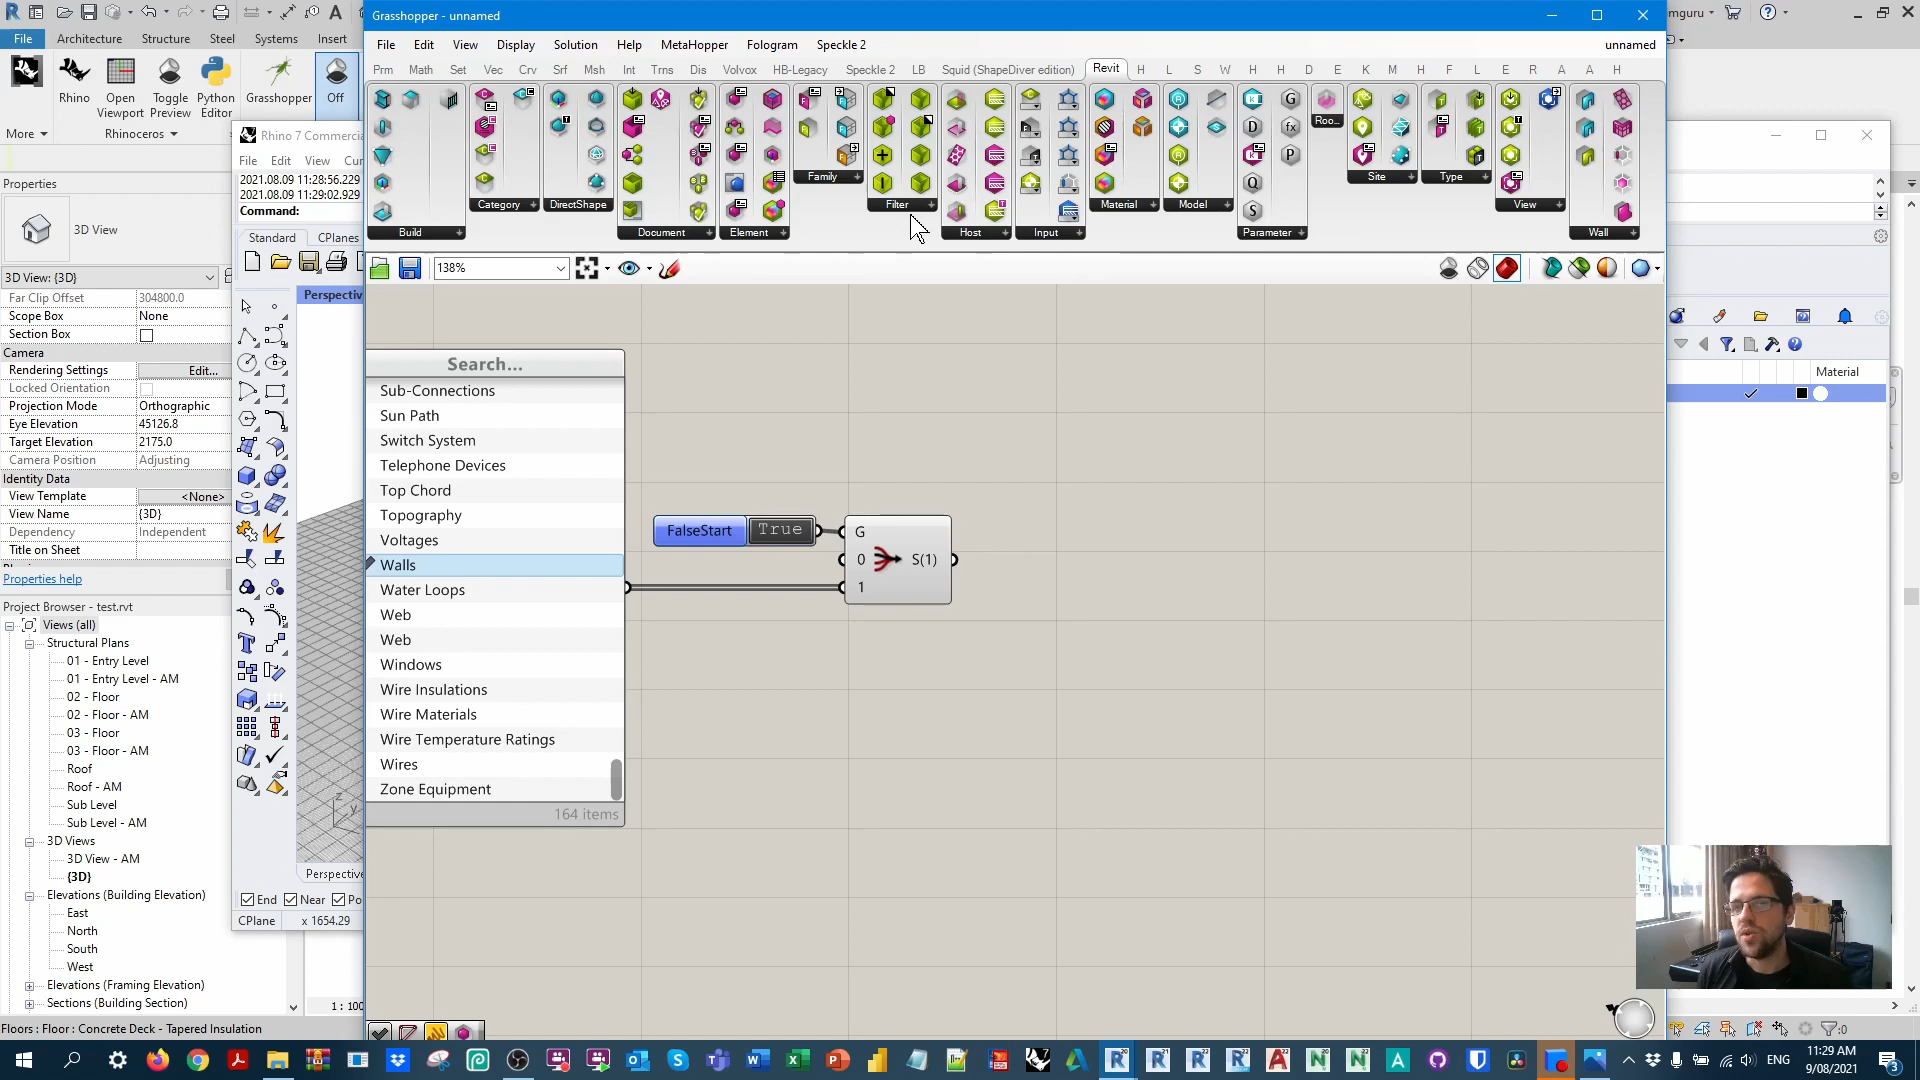 Grasshopper - unnamed
File Edit View Display Solution Help MetaHopper Fologram Speckle 2
unnamed
File Architecture Structure Steel Systems Insert
Prm Math Set Vec Crv Srf Msh Int Trns Dis Volvox HB-Legacy Speckle 2 LB Squid (ShapeDiver edition) Revit H L S W H H D E K M H F L E R A A H
Rhino Open Viewport Toggle Preview Python Editor Grasshopper Off
More Rhinoceros
Build Category DirectShape Document Element Family Filter Host Input Material Model Parameter Roo... Site Type View Wall
Rhino 7 Commercia
File Edit View Cur
2021.08.09 11:28:56.229
2021.08.09 11:29:02.929
Command:
Standard CPlanes
138%
Perspectiv
Properties
3D View
3D View: {3D}
Far Clip Offset 304800.0
Scope Box None
Section Box
Camera
Rendering Settings Edit...
Locked Orientation
Projection Mode Orthographic
Eye Elevation 45126.8
Target Elevation 2175.0
Camera Position Adjusting
Identity Data
View Template <None>
View Name {3D}
Dependency Independent
Title on Sheet
Properties help
Project Browser - test.rvt
Views (all)
Structural Plans
01 - Entry Level
01 - Entry Level - AM
02 - Floor
02 - Floor - AM
03 - Floor
03 - Floor - AM
Roof
Roof - AM
Sub Level
Sub Level - AM
3D Views
3D View - AM
{3D}
Elevations (Building Elevation)
East
North
South
West
Elevations (Framing Elevation)
Sections (Building Section)
Floors : Floor : Concrete Deck - Tapered Insulation
Perspective
End Near Po
CPlane x 1654.29
1 : 100
Search...
Sub-Connections
Sun Path
Switch System
Telephone Devices
Top Chord
Topography
Voltages
Walls
Water Loops
Web
Web
Windows
Wire Insulations
Wire Materials
Wire Temperature Ratings
Wires
Zone Equipment
164 items
FalseStart True
G
0 S(1)
1
Material
:0
ENG
11:29 AM
9/08/2021